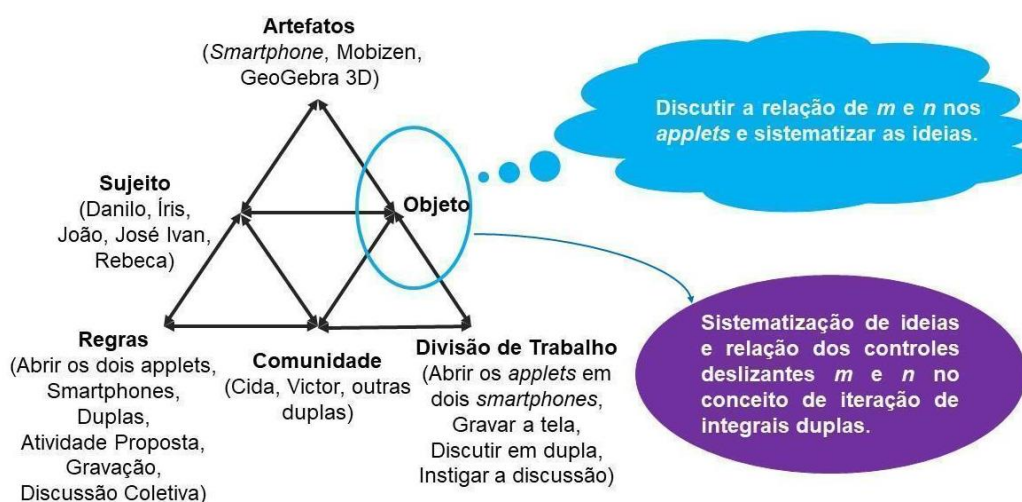 Artefatos
(Smartphone, Mobizen,
GeoGebra 3D)
Discutir a relação de m e n nos
applets e sistematizar as ideias.
Sujeito
(Danilo, Íris,
João, José Ivan,
Rebeca)
Objeto
Regras
(Abrir os dois applets,
Smartphones,
Duplas,
Atividade Proposta,
Gravação,
Discussão Coletiva)
Comunidade
(Cida, Victor, outras
duplas)
Divisão de Trabalho
(Abrir os applets em
dois smartphones,
Gravar a tela,
Discutir em dupla,
Instigar a discussão)
Sistematização de ideias
e relação dos controles
deslizantes m e n no
conceito de iteração de
integrais duplas.